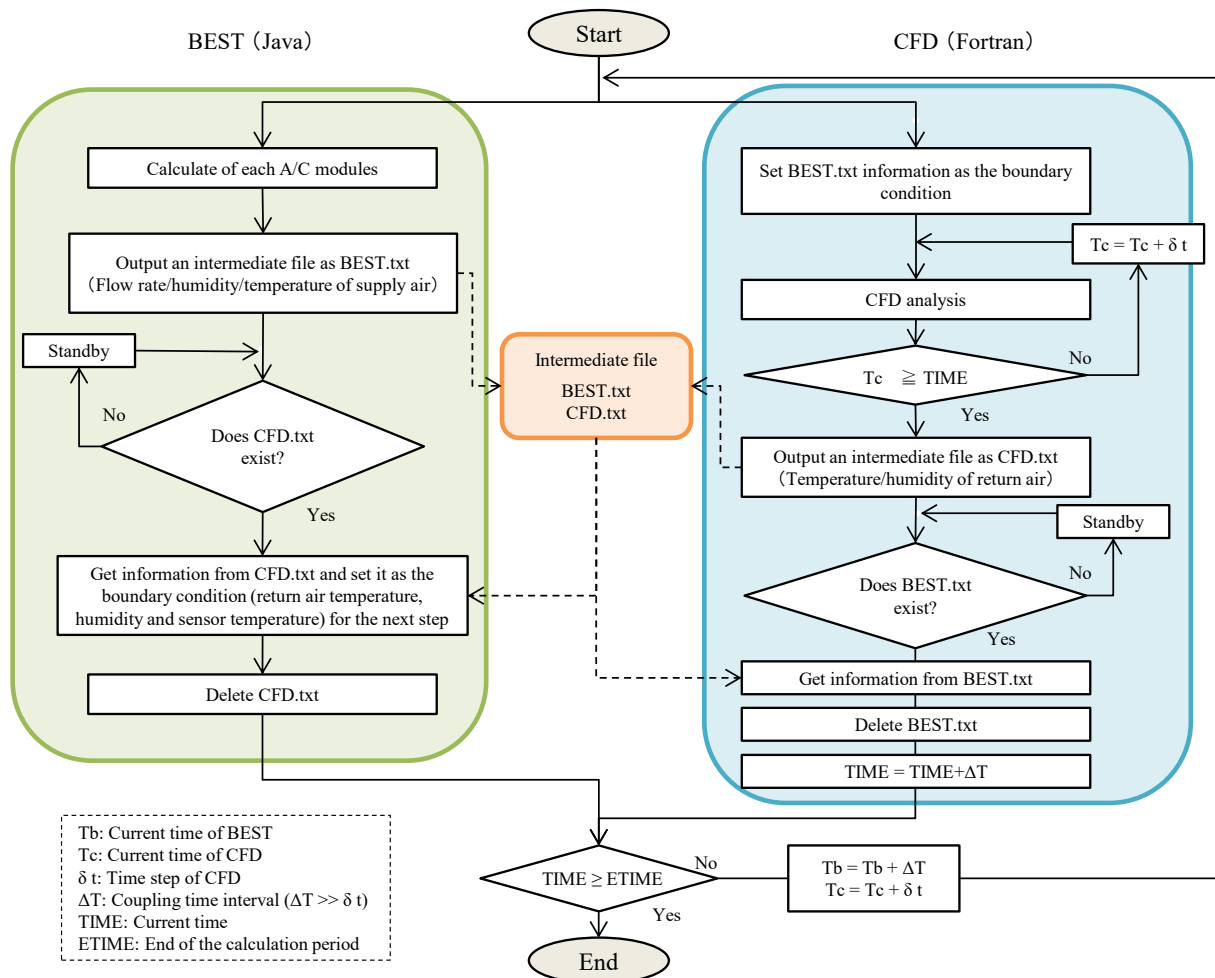 Start
BEST（Java）
CFD（Fortran）
Calculate of each A/C modules
Output an intermediate file as BEST.txt
（Flow rate/humidity/temperature of supply air）
Standby
No
Does CFD.txt
exist?
Yes
Get information from CFD.txt and set it as the
boundary condition (return air temperature,
humidity and sensor temperature) for the next step
Delete CFD.txt
Intermediate file
BEST.txt
CFD.txt
Set BEST.txt information as the boundary
condition
Tc = Tc + δ t
CFD analysis
No
Tc ≧ TIME
Yes
Output an intermediate file as CFD.txt
（Temperature/humidity of return air）
Standby
No
Does BEST.txt
exist?
Yes
Get information from BEST.txt
Delete BEST.txt
TIME = TIME+ΔT
Tb: Current time of BEST
Tc: Current time of CFD
δ t: Time step of CFD
ΔT: Coupling time interval (ΔT >> δ t)
TIME: Current time
ETIME: End of the calculation period
TIME ≥ ETIME
No
Tb = Tb + ΔT
Tc = Tc + δ t
Yes
End